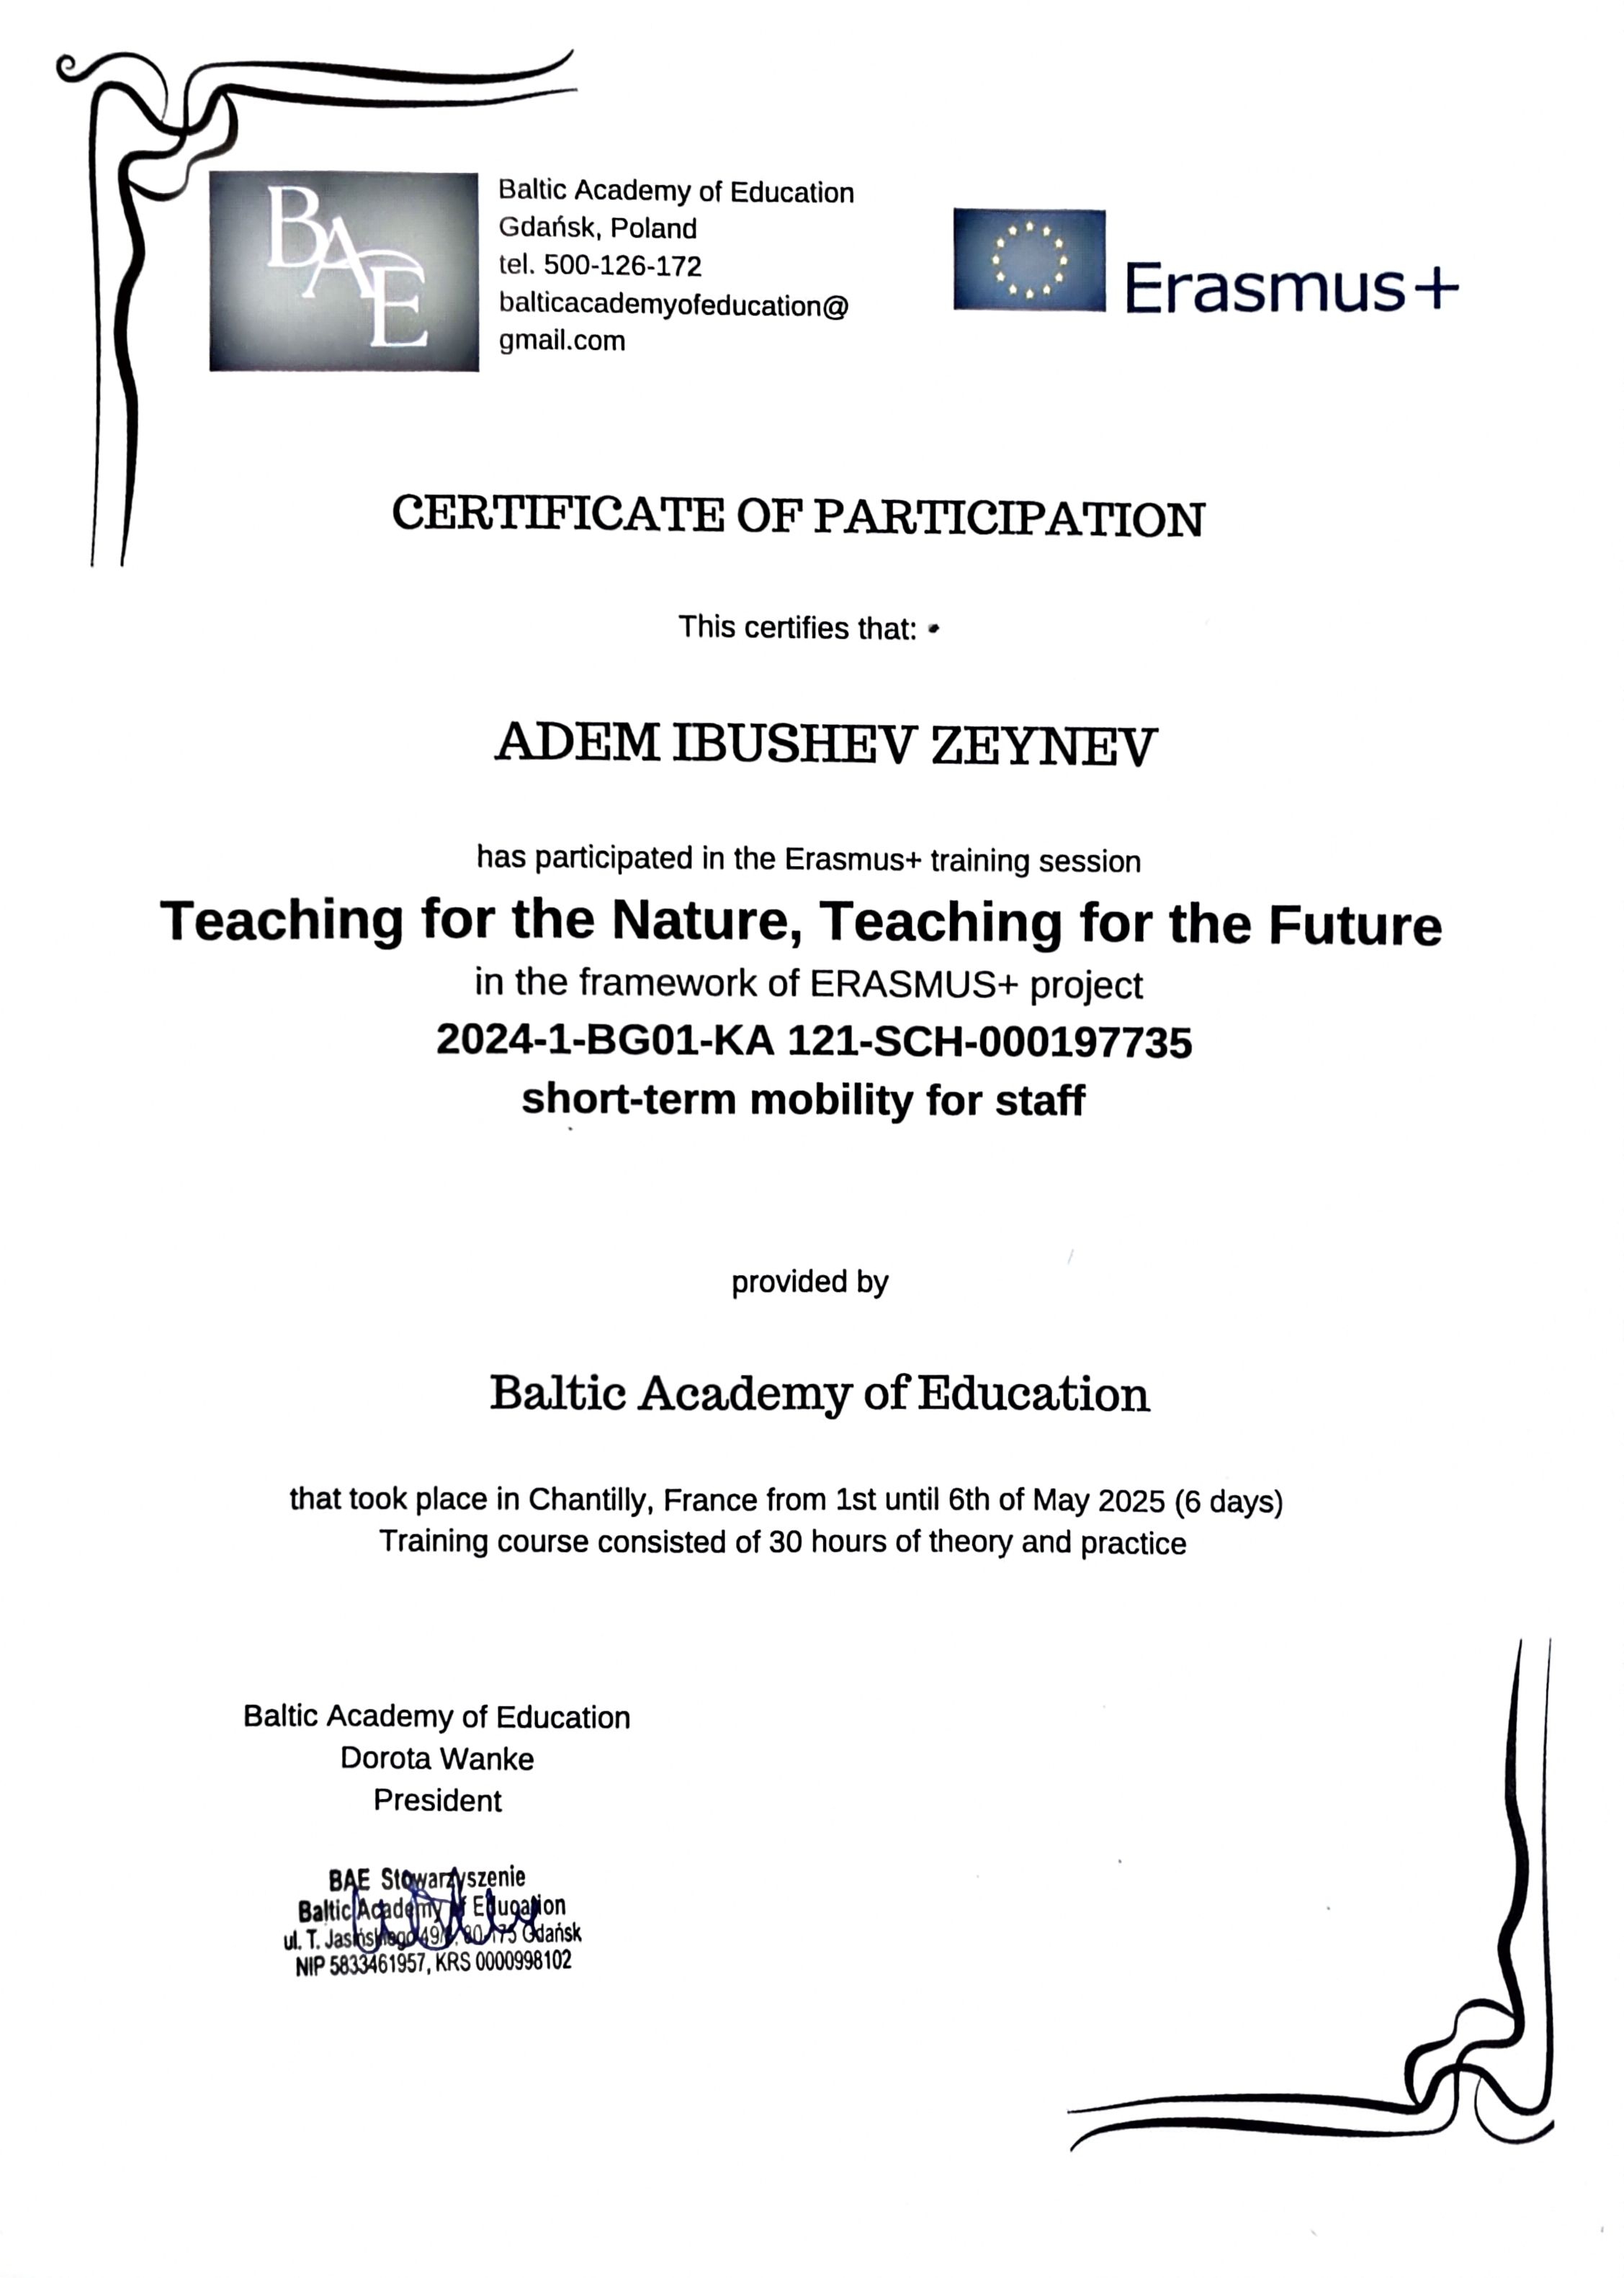 BAE
Baltic Academy of Education
Gdańsk, Poland
tel. 500-126-172
balticacademyofeducation@
gmail.com
Erasmus+
CERTIFICATE OF PARTICIPATION
This certifies that:
ADEM IBUSHEV ZEYNEV
has participated in the Erasmus+ training session
Teaching for the Nature, Teaching for the Future
in the framework of ERASMUS+ project
2024-1-BG01-KA 121-SCH-000197735
short-term mobility for staff
provided by
Baltic Academy of Education
that took place in Chantilly, France from 1st until 6th of May 2025 (6 days)
Training course consisted of 30 hours of theory and practice
Baltic Academy of Education
Dorota Wanke
President
BAE Stowarzyszenie
Baltic Academy of Education
ul. T. Jasińskiego Gdańsk
NIP 5833461957, KRS 0000998102